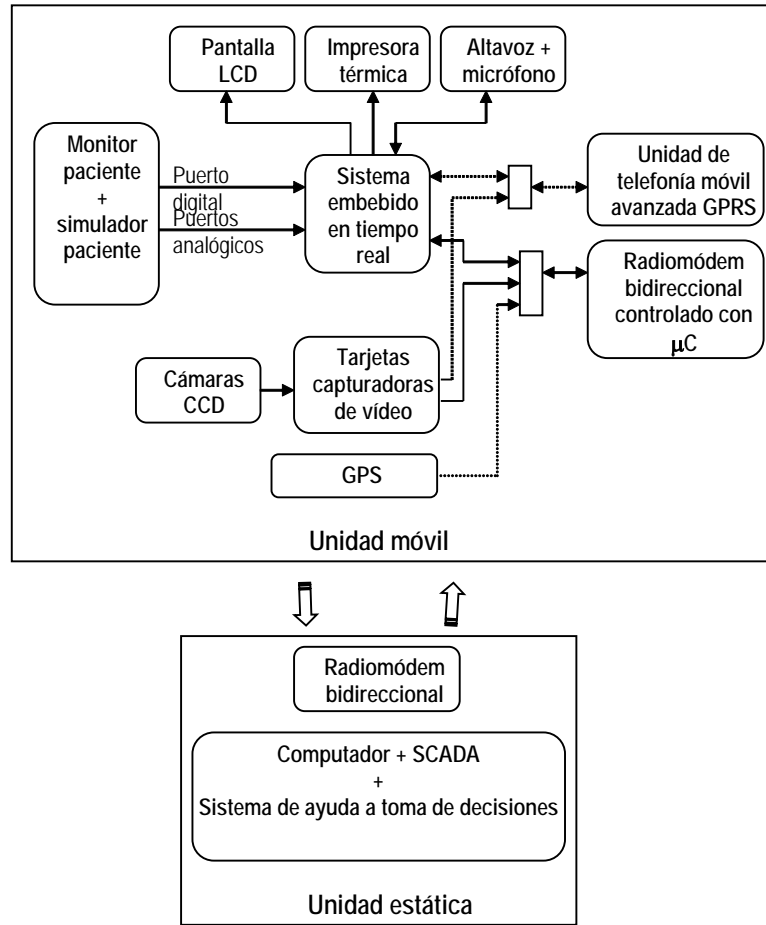 Pantalla
LCD
Impresora
térmica
Altavoz +
micrófono
Monitor
paciente
+
simulador
paciente
Puerto
digital
Puertos
analógicos
Sistema
embebido
en tiempo
real
Unidad de
telefonía móvil
avanzada GPRS
Radiomódem
bidireccional
controlado con
μC
Cámaras
CCD
Tarjetas
capturadoras
de vídeo
GPS
Unidad móvil
Radiomódem
bidireccional
Computador + SCADA
+
Sistema de ayuda a toma de decisiones
Unidad estática